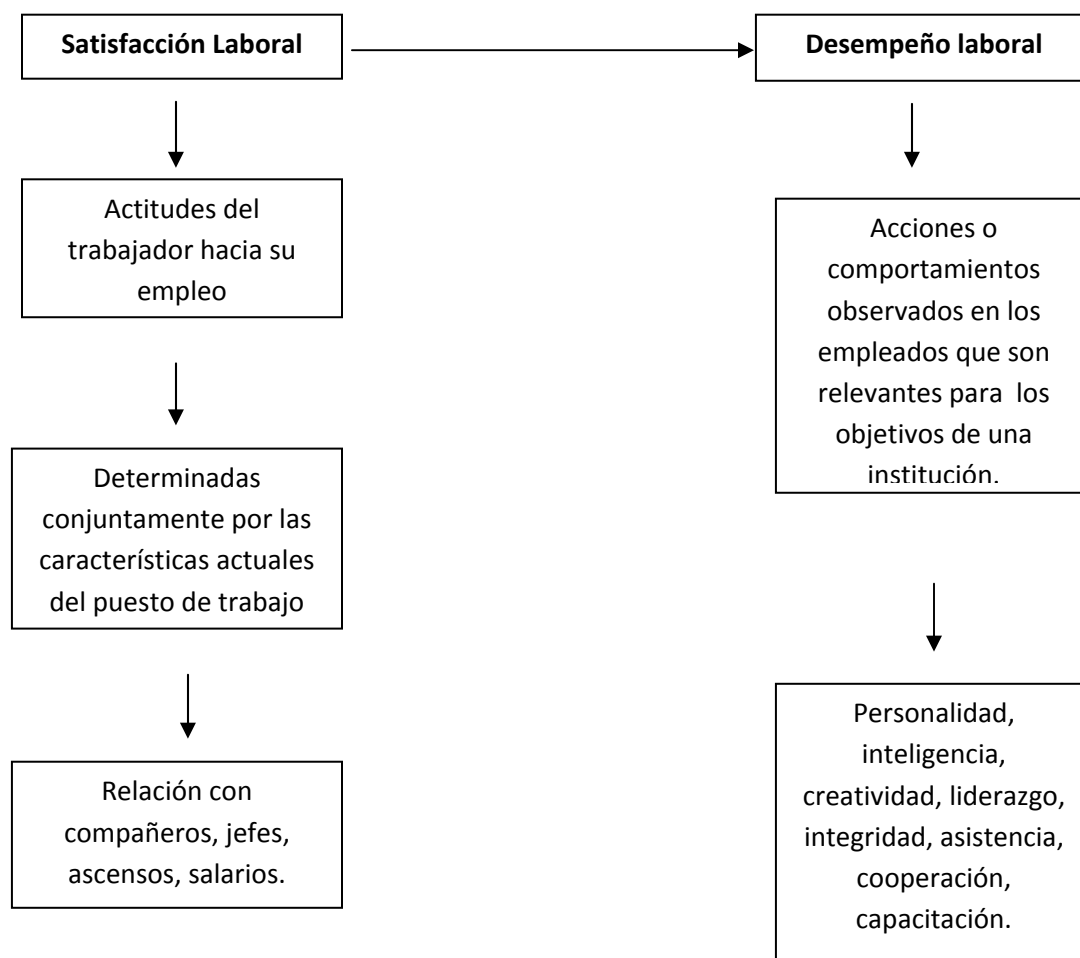 Satisfacción Laboral
Desempeño laboral
Actitudes del
trabajador hacia su
empleo
Determinadas
conjuntamente por las
características actuales
del puesto de trabajo
Relación con
compañeros, jefes,
ascensos, salarios.
Acciones o
comportamientos
observados en los
empleados que son
relevantes para  los
objetivos de una
institución.
Personalidad,
inteligencia,
creatividad, liderazgo,
integridad, asistencia,
cooperación,
capacitación.